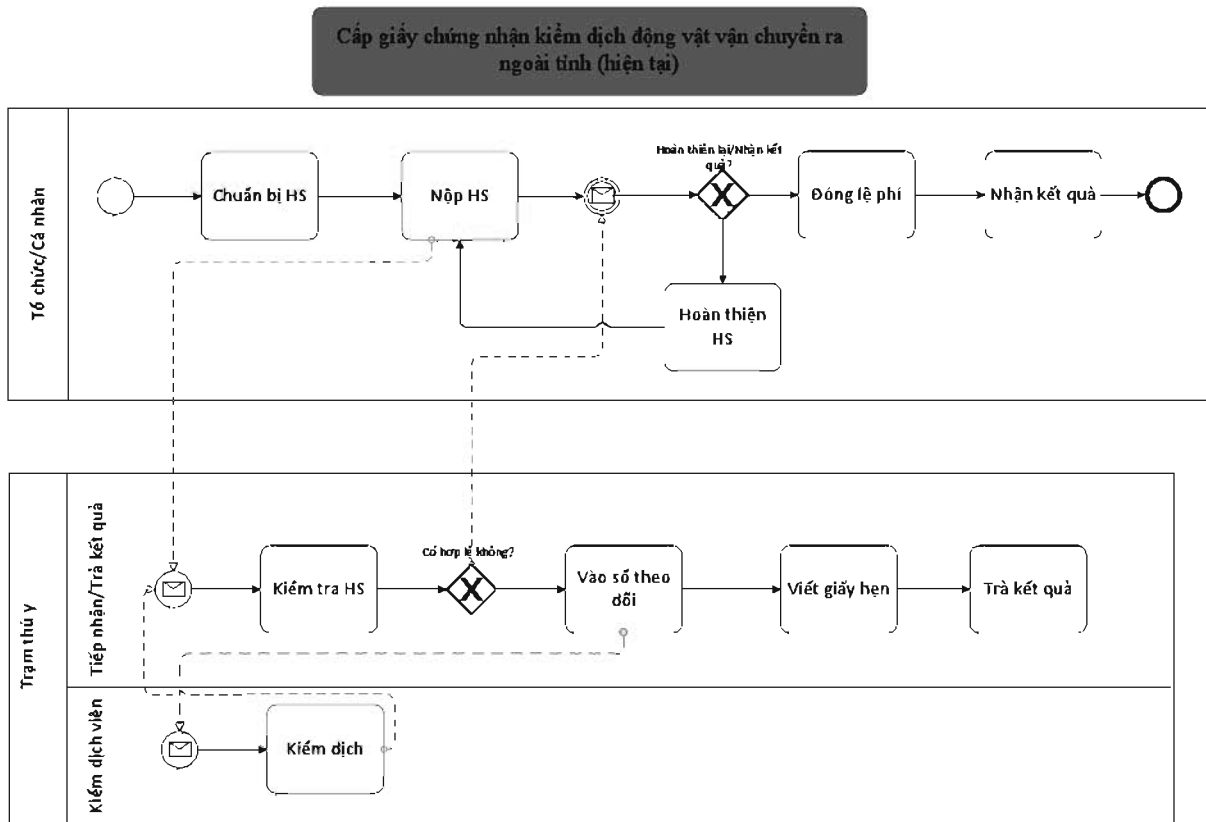 Cấp giấy chứng nhận kiểm dịch động vật vận chuyển ra
ngoài tỉnh (hiện tại)
Tổ chức/Cá nhân
Chuẩn bị HS
Nộp HS
Hoàn thiện lại/Nhận kết
quả?
X
Đóng lệ phí
Nhận kết quả
Hoàn thiện
HS
Trạm thú y
Tiếp nhận/Trả kết quả
Kiểm tra HS
Có hợp lệ không?
X
Vào sổ theo
dõi
Viết giấy hẹn
Trả kết quả
Kiểm dịch viên
Kiểm dịch